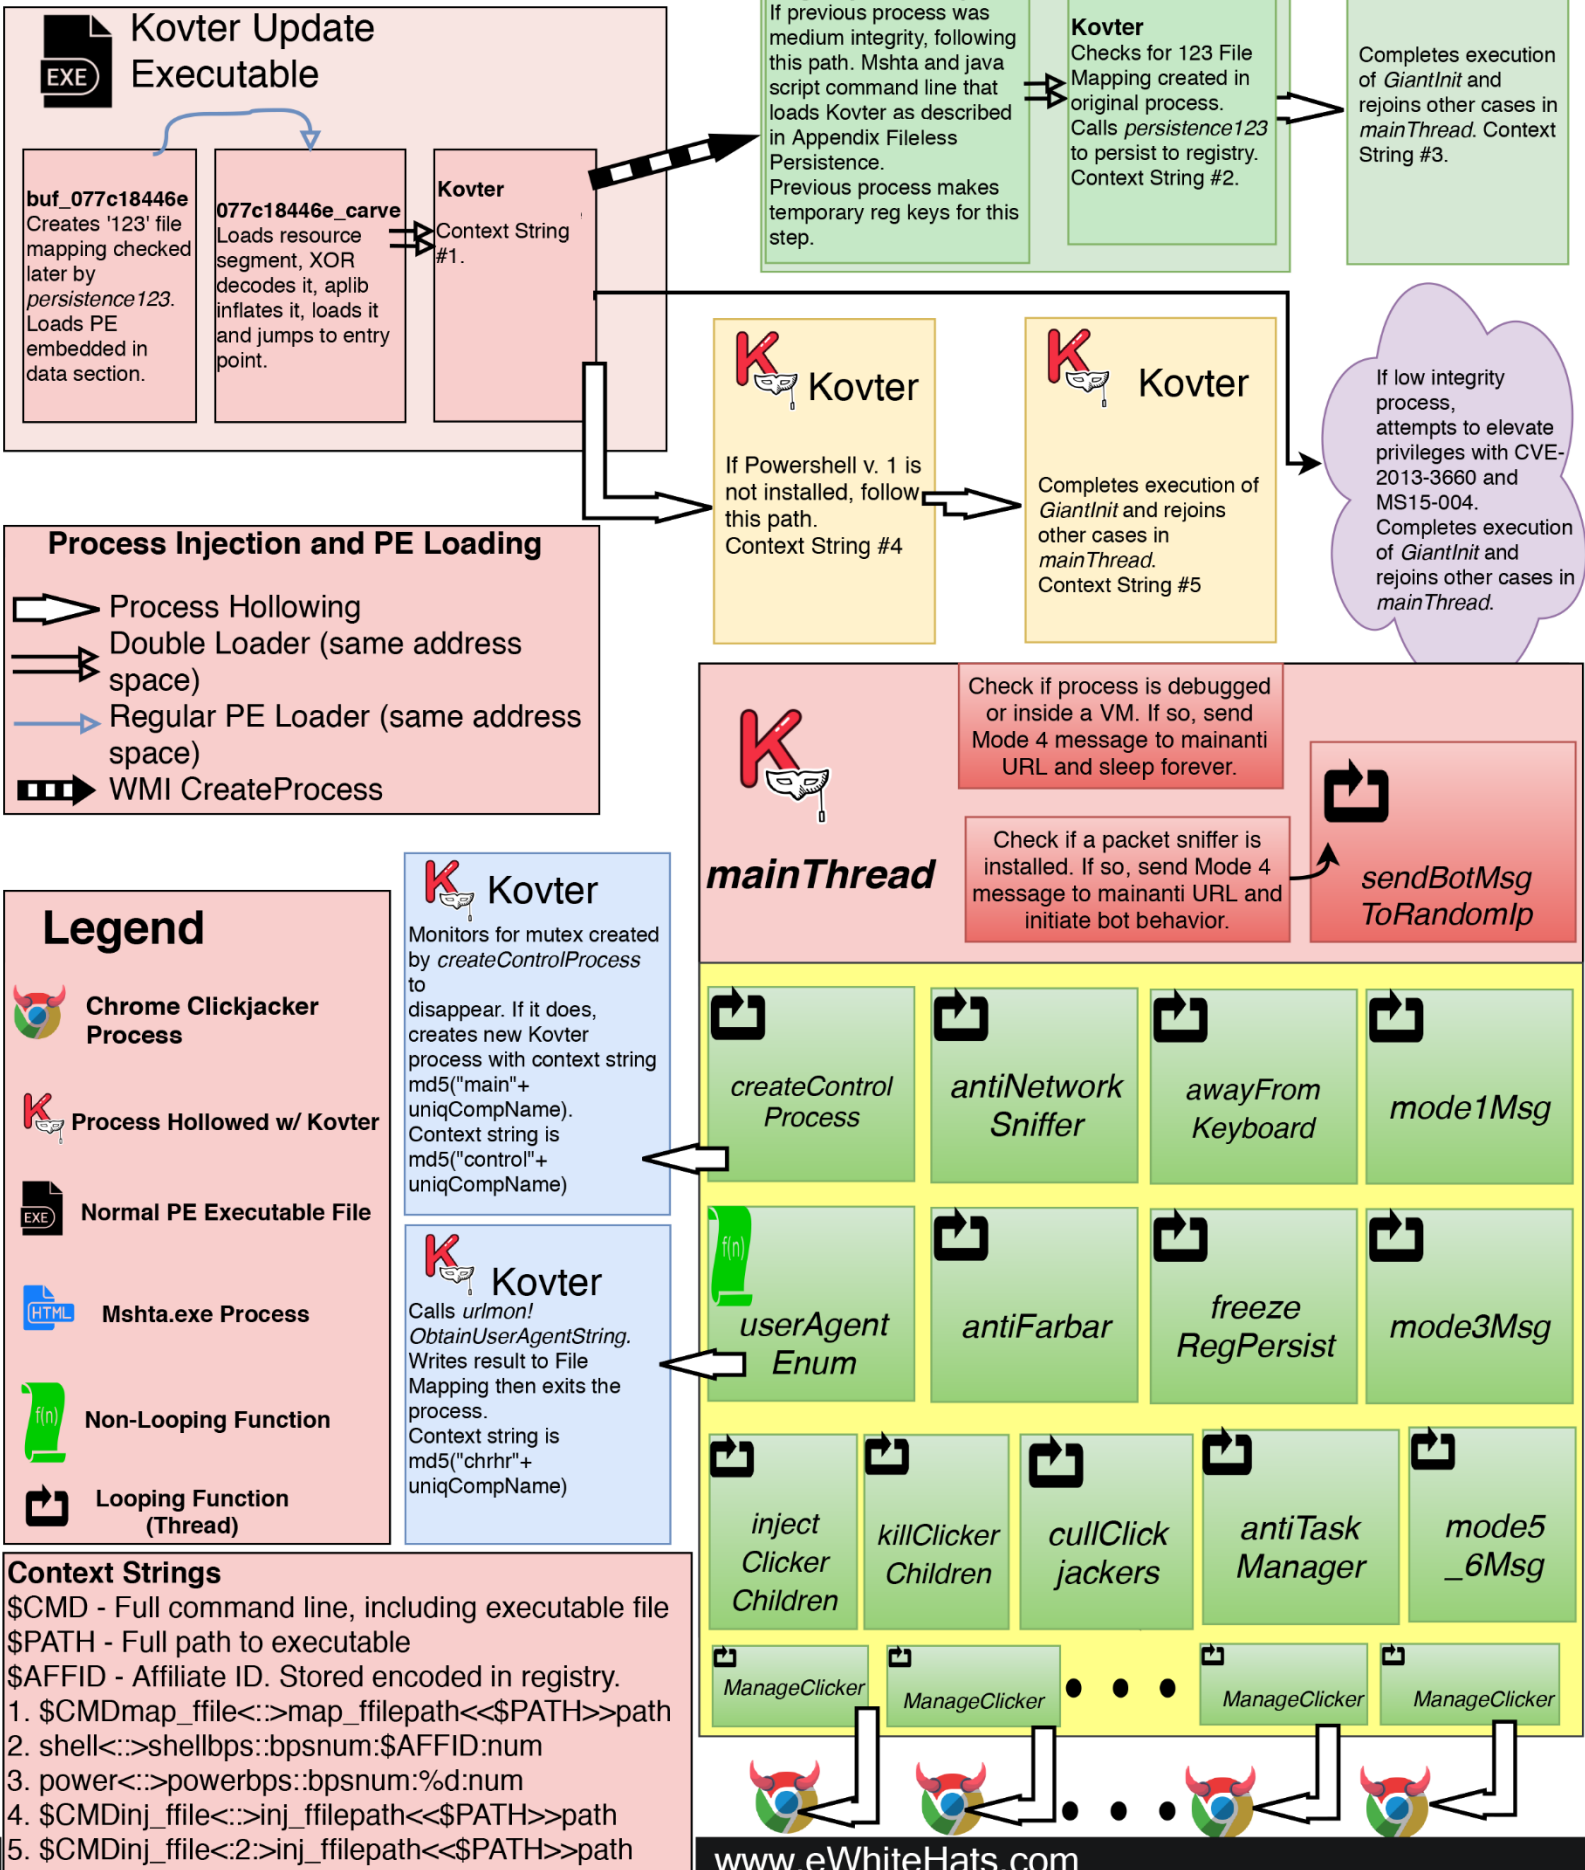 Kovter Update
Executable
EXE
buf_077c18446e
Creates '123' file
mapping checked
later by
persistence123.
Loads PE
embedded in
data section.
077c18446e_carve
Loads resource
segment, XOR
decodes it, aplib
inflates it, loads it
and jumps to entry
point.
Kovter
Context String
#1.
If previous process was
medium integrity, following
this path. Mshta and java
script command line that
loads Kovter as described
in Appendix Fileless
Persistence.
Previous process makes
temporary reg keys for this
step.
Kovter
Checks for 123 File
Mapping created in
original process.
Calls persistence123
to persist to registry.
Context String #2.
Completes execution
of GiantInit and
rejoins other cases in
mainThread. Context
String #3.
Kovter
If Powershell v. 1 is
not installed, follow
this path.
Context String #4
Kovter
Completes execution of
GiantInit and rejoins
other cases in
mainThread.
Context String #5
If low integrity
process,
attempts to elevate
privileges with CVE-
2013-3660 and
MS15-004.
Completes execution
of GiantInit and
rejoins other cases in
mainThread.
Process Injection and PE Loading
Process Hollowing
Double Loader (same address
space)
Regular PE Loader (same address
space)
WMI CreateProcess
mainThread
Check if process is debugged
or inside a VM. If so, send
Mode 4 message to mainanti
URL and sleep forever.
Check if a packet sniffer is
installed. If so, send Mode 4
message to mainanti URL and
initiate bot behavior.
sendBotMsg
ToRandomIp
Legend
Chrome Clickjacker
Process
Process Hollowed w/ Kovter
EXE
Normal PE Executable File
HTML
Mshta.exe Process
f(n)
Non-Looping Function
Looping Function
(Thread)
Kovter
Monitors for mutex created
by createControlProcess
to
disappear. If it does,
creates new Kovter
process with context string
md5("main"+
uniqCompName).
Context string is
md5("control"+
uniqCompName)
Kovter
Calls urlmon!
ObtainUserAgentString.
Writes result to File
Mapping then exits the
process.
Context string is
md5("chrhr"+
uniqCompName)
createControl
Process
antiNetwork
Sniffer
awayFrom
Keyboard
mode1Msg
f(n)
userAgent
Enum
antiFarbar
freeze
RegPersist
mode3Msg
inject
Clicker
Children
killClicker
Children
cullClick
jackers
antiTask
Manager
mode5
_6Msg
ManageClicker
ManageClicker
ManageClicker
ManageClicker
Context Strings
$CMD - Full command line, including executable file
$PATH - Full path to executable
$AFFID - Affiliate ID. Stored encoded in registry.
1. $CMDmap_ffile<::>map_ffilepath<<$PATH>>path
2. shell<::>shellbps::bpsnum:$AFFID:num
3. power<::>powerbps::bpsnum:%d:num
4. $CMDinj_ffile<::>inj_ffilepath<<$PATH>>path
5. $CMDinj_ffile<:2:>inj_ffilepath<<$PATH>>path
www.eWhiteHats.com